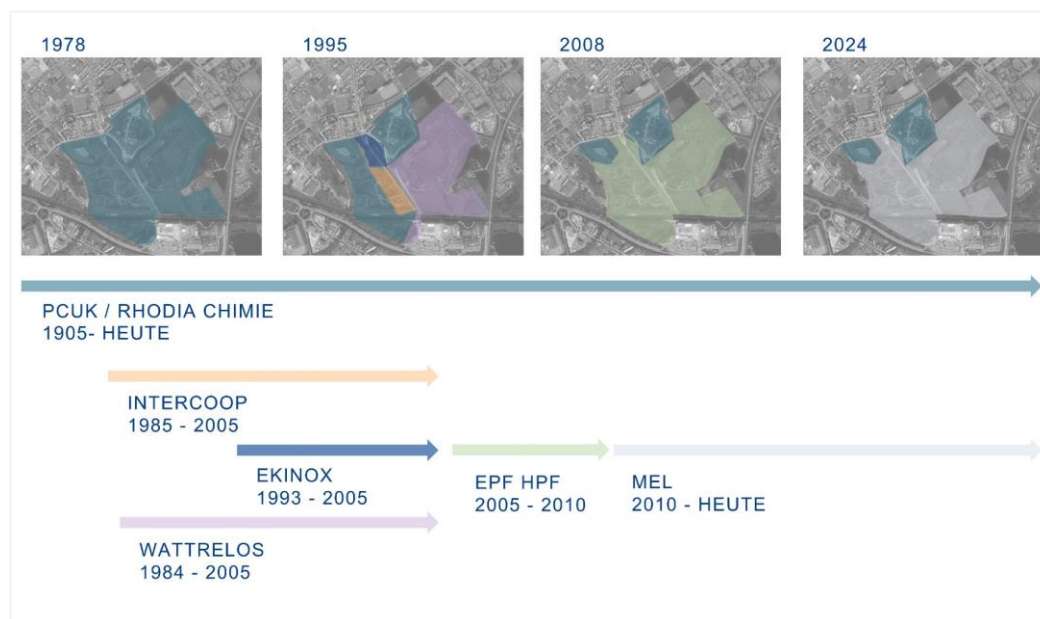 1978
1995
2008
2024
PCUK / RHODIA CHIMIE
1905- HEUTE
INTERCOOP
1985 - 2005
EKINOX
1993 - 2005
EPF HPF
2005 - 2010
MEL
2010 - HEUTE
WATTRELOS
1984 - 2005